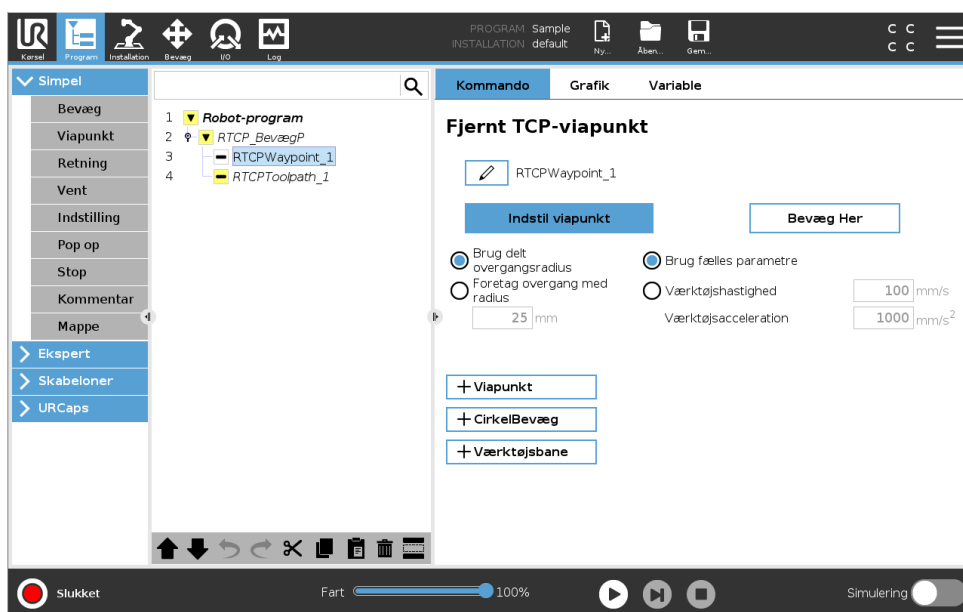 UR
PROGRAM Sample
INSTALLATION default
Kørsel
Program
Installation
Bevæg
I/O
Log
Ny...
Åben...
Gem...
C C
C C
Simpel
Bevæg
Viapunkt
Retning
Vent
Indstilling
Pop op
Stop
Kommentar
Mappe
Ekspert
Skabeloner
URCaps
1 Robot-program
2 RTCP_BevægP
3 RTCPWaypoint_1
4 RTCPToolpath_1
Kommando Grafik Variable
Fjernt TCP-viapunkt
RTCPWaypoint_1
Indstil viapunkt
Bevæg Her
Brug delt
overgangsradius
Foretag overgang med
radius
25 mm
Brug fælles parametre
Værktøjshastighed 100 mm/s
Værktøjsacceleration 1000 mm/s²
Viapunkt
CirkelBevæg
Værktøjsbane
Slukket
Fart 100%
Simulering